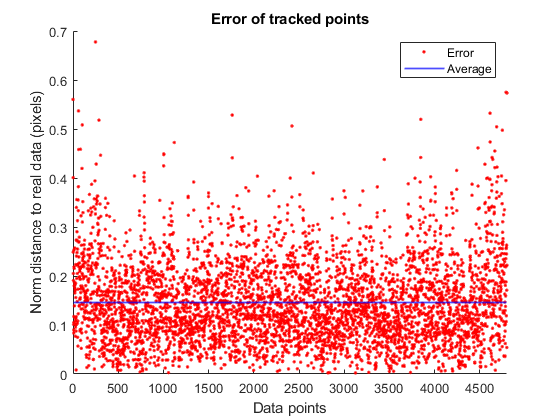 Error of tracked points
Error
Average
Norm distance to real data (pixels)
0.7
0.6
0.5
0.4
0.3
0.2
0.1
0
0 500 1000 1500 2000 2500 3000 3500 4000 4500
Data points